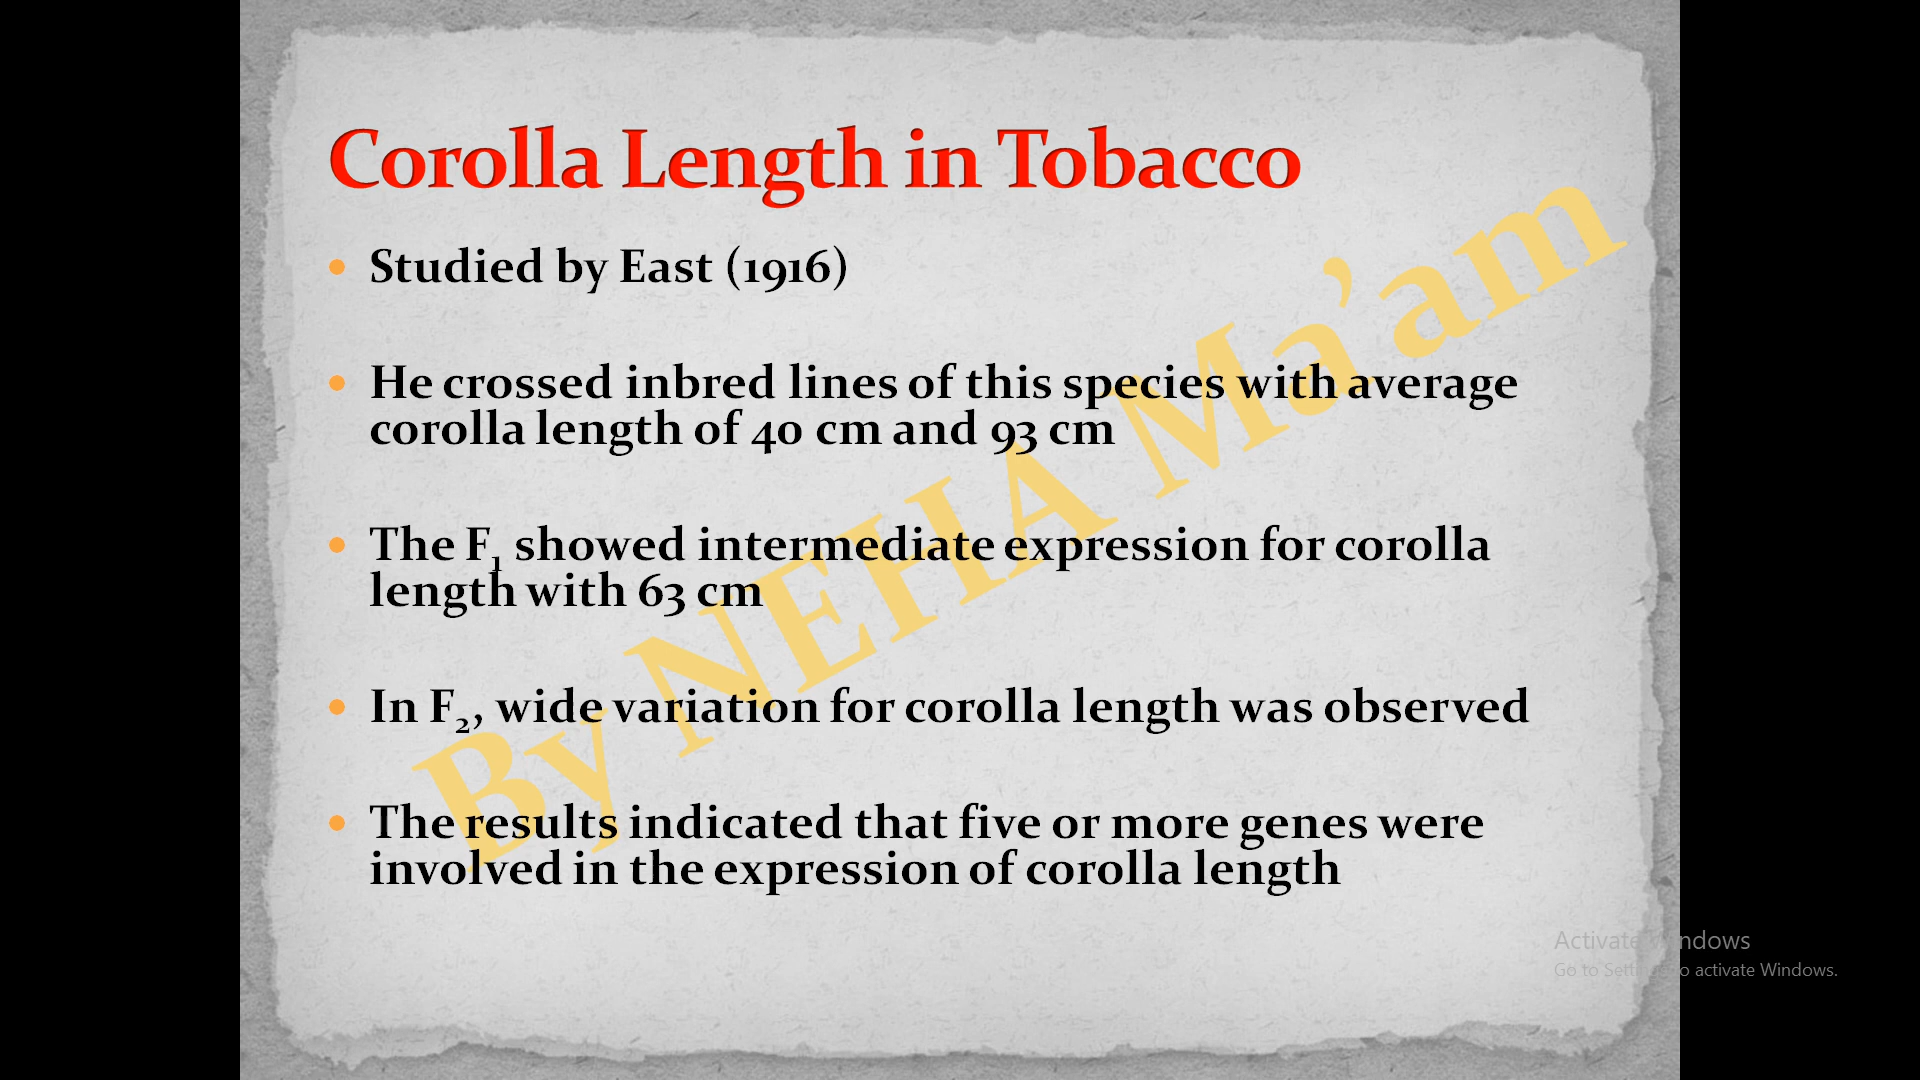 Corolla Length in Tobacco
Studied by East (1916)
He crossed inbred lines of this species with average
corolla length of 40 cm and 93 cm
The F₁ showed intermediate expression for corolla
length with 63 cm
In F₂, wide variation for corolla length was observed
The results indicated that five or more genes were
involved in the expression of corolla length
By NEHA Ma’am
Activate Windows
Go to Settings to activate Windows.